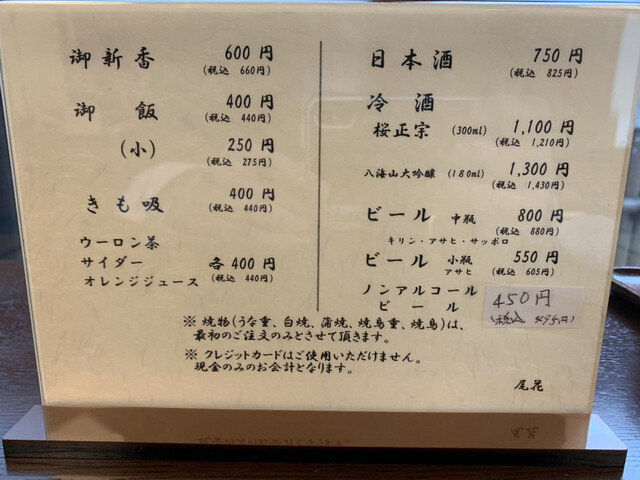 御新香 600円
(税込 660円)
御飯 400円
(税込 440円)
(小) 250円
(税込 275円)
きも吸 400円
(税込 440円)
ウーロン茶
サイダー 各400円
オレンジジュース (税込 440円)
日本酒 750円
(税込 825円)
冷酒
桜正宗 (300ml) 1,100円
(税込 1,210円)
八海山大吟醸 (180ml) 1,300円
(税込 1,430円)
ビール 中瓶 800円
(税込 880円)
キリン・アサヒ・サッポロ
ビール 小瓶 550円
アサヒ (税込 605円)
ノンアルコール
ビール 450円
(税込 495円)
※ 焼物(うな重、白焼、蒲焼、焼鳥重、焼鳥)は、
最初のご注文のみとさせて頂きます。
※ クレジットカードはご使用いただけません。
現金のみのお会計となります。
尾花